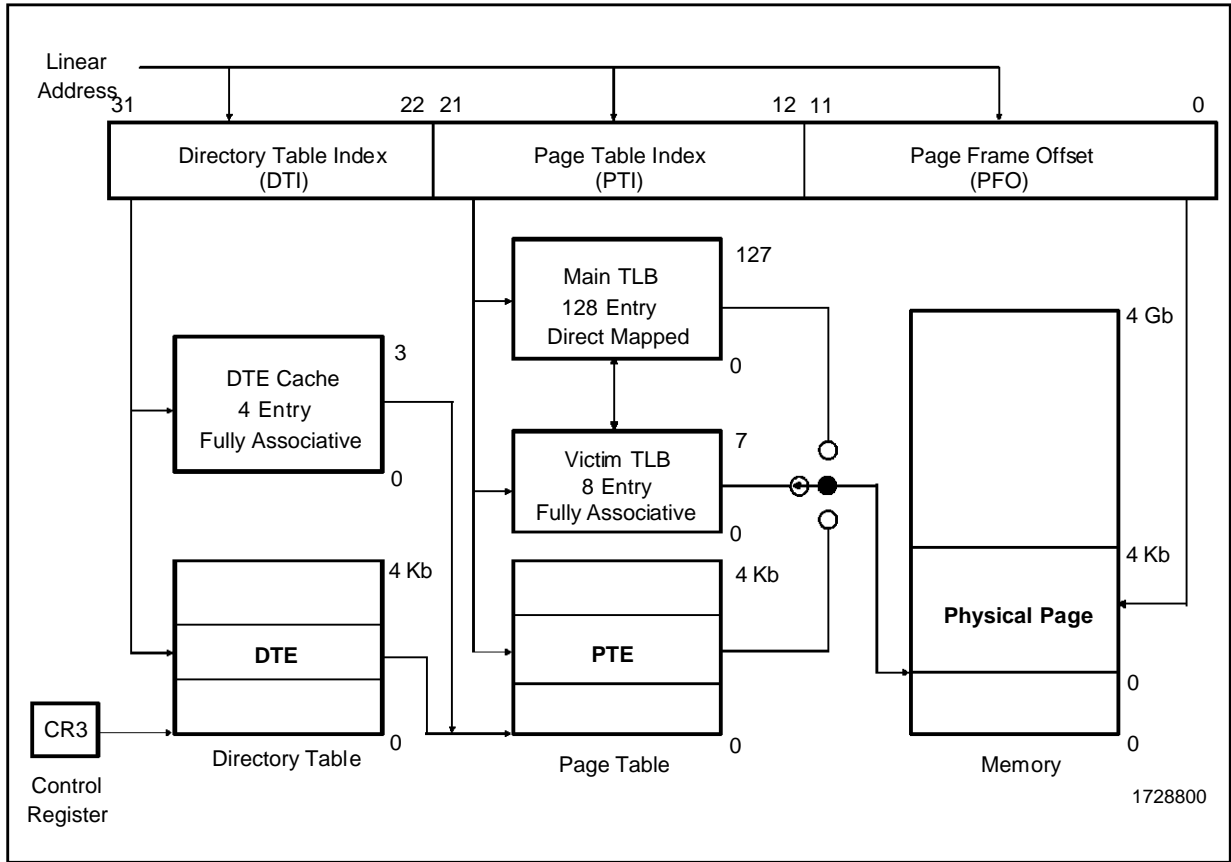 Linear
Address
31
22
21
12
11
0
Directory Table Index
(DTI)
Page Table Index
(PTI)
Page Frame Offset
(PFO)
127
Main TLB
128 Entry
Direct Mapped
0
4 Gb
3
DTE Cache
4 Entry
Fully Associative
0
7
Victim TLB
8 Entry
Fully Associative
0
4 Kb
DTE
0
Directory Table
4 Kb
PTE
0
Page Table
4 Kb
Physical Page
0
0
Memory
CR3
Control
Register
1728800